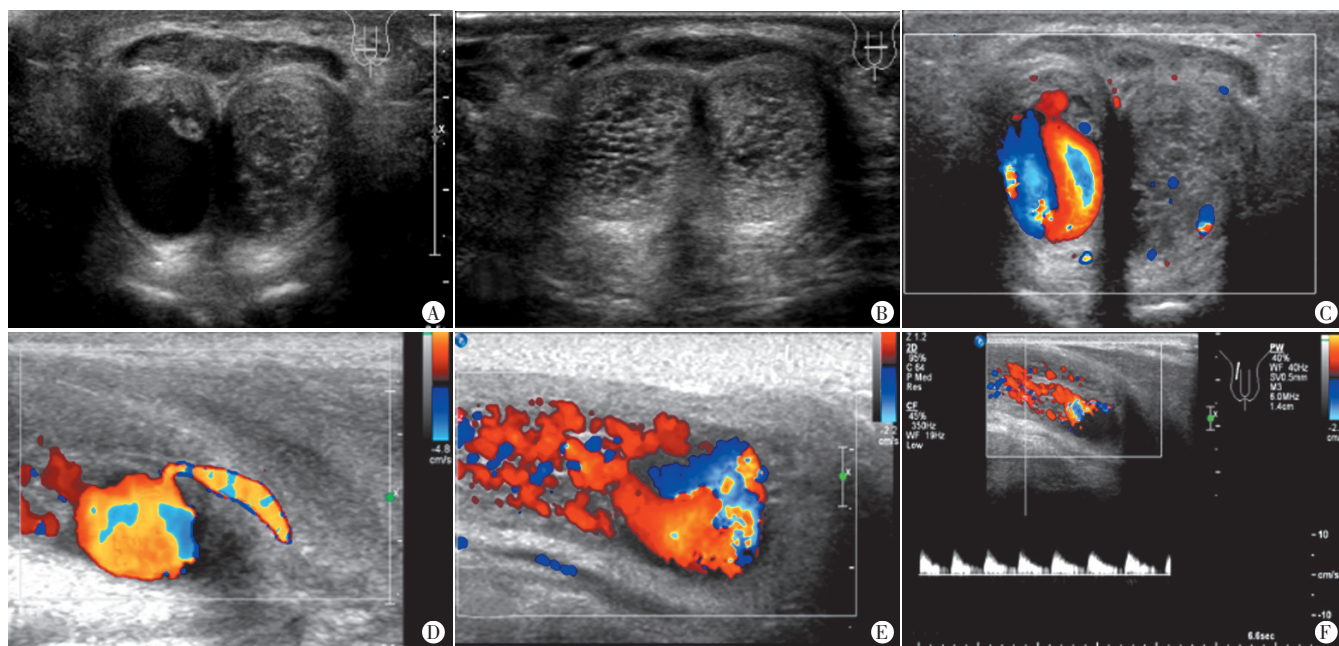 A
B
C
-4.8
cm/s
D
-2.2
cm/s
E
Z 1.2
2D
95%
C 64
P Med
Res
CF
45%
350Hz
WF 19Hz
Low
PW
40%
WF 40Hz
SV0.5mm
M3
6.0MHz
1.4cm
-2.
cm/s
-10
-cm/s
--10
6.6sec
F